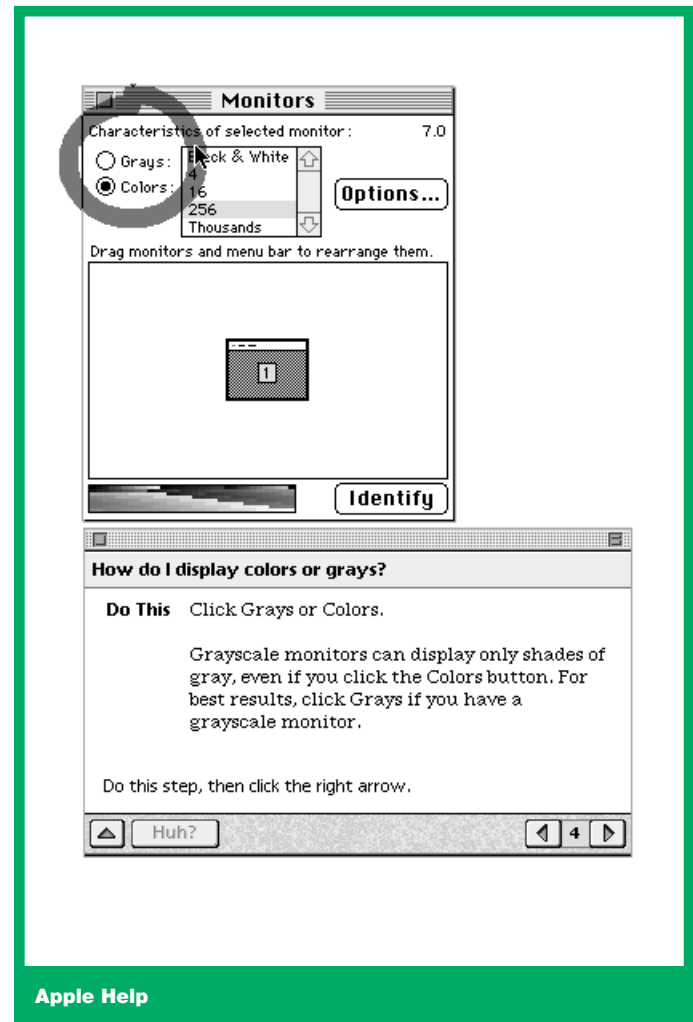 Monitors
Characteristics of selected monitor: 7.0
Grays:
Black & White
4
Colors:
16
Options...
256
Thousands
Drag monitors and menu bar to rearrange them.
1
Identify
How do I display colors or grays?
Do This Click Grays or Colors.
Grayscale monitors can display only shades of
gray, even if you click the Colors button. For
best results, click Grays if you have a
grayscale monitor.
Do this step, then click the right arrow.
Huh? 4
Apple Help